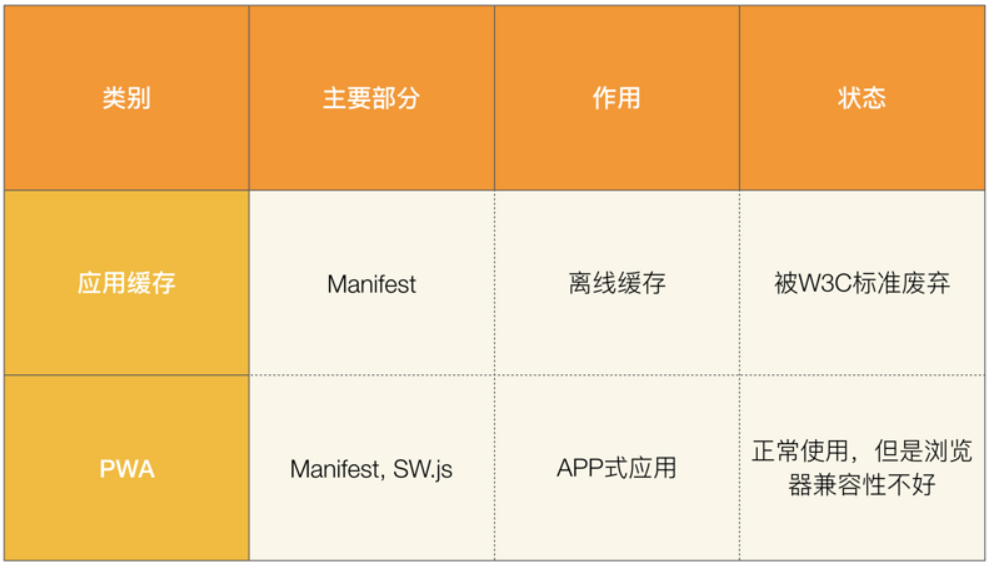 类别
主要部分
作用
状态
应用缓存
Manifest
离线缓存
被W3C标准废弃
PWA
Manifest, SW.js
APP式应用
正常使用，但是浏览
器兼容性不好